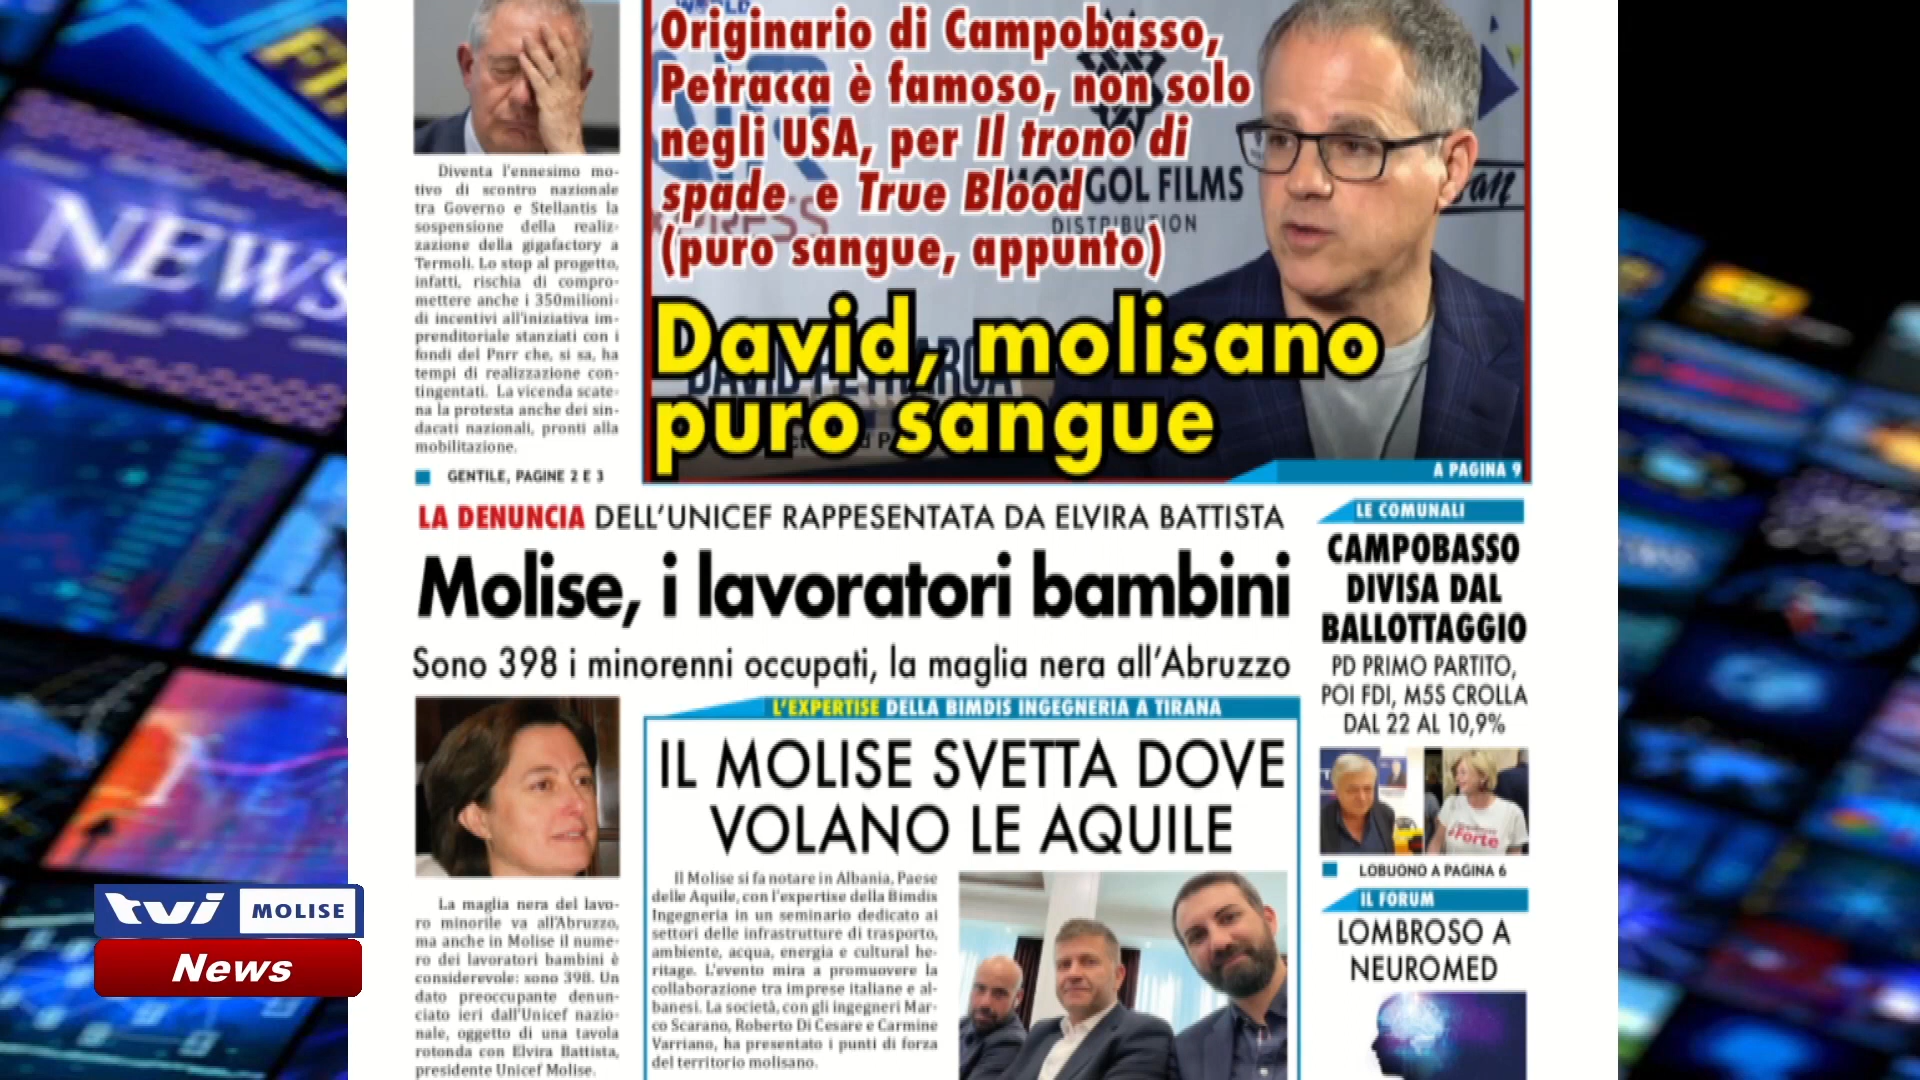 NEWS
Diventa l'ennesimo mo-
tivo di scontro nazionale
tra Governo e Stellantis la
sospensione della realiz-
zazione della gigafactory a
Termoli. Lo stop al progetto,
infatti, rischia di compro-
mettere anche i 350milioni
di incentivi all'iniziativa im-
prenditoriale stanziati con i
fondi del Pnrr che, si sa, ha
tempi di realizzazione con-
tingentati. La vicenda scate-
na la protesta anche dei sin-
dacati nazionali, pronti alla
mobilitazione.
GENTILE, PAGINE 2 E 3
Originario di Campobasso,
Petracca è famoso, non solo
negli USA, per Il trono di
spade e True Blood
(puro sangue, appunto)
GOL FILMS
DISTRIBUTION
David, molisano
puro sangue
A PAGINA 9
LA DENUNCIA DELL'UNICEF RAPPESENTATA DA ELVIRA BATTISTA
Molise, i lavoratori bambini
Sono 398 i minorenni occupati, la maglia nera all'Abruzzo
La maglia nera del lavo-
ro minorile va all'Abruzzo,
ma anche in Molise il nume-
ro dei lavoratori bambini è
considerevole: sono 398. Un
dato preoccupante denun-
ciato ieri dall'Unicef nazio-
nale, oggetto di una tavola
rotonda con Elvira Battista,
presidente Unicef Molise.
L'EXPERTISE DELLA BIMDIS INGEGNERIA A TIRANA
IL MOLISE SVETTA DOVE
VOLANO LE AQUILE
Il Molise si fa notare in Albania, Paese
delle Aquile, con l'expertise della Bimdis
Ingegneria in un seminario dedicato ai
settori delle infrastrutture di trasporto,
ambiente, acqua, energia e cultural he-
ritage. L'evento mira a promuovere la
collaborazione tra imprese italiane e al-
banesi. La società, con gli ingegneri Mar-
co Scarano, Roberto Di Cesare e Carmine
Varriano, ha presentato i punti di forza
del territorio molisano.
LE COMUNALI
CAMPOBASSO
DIVISA DAL
BALLOTTAGGIO
PD PRIMO PARTITO,
POI FDI, M5S CROLLA
DAL 22 AL 10,9%
#Forte
LOBUONO A PAGINA 6
IL FORUM
LOMBROSO A
NEUROMED
tvi MOLISE
News